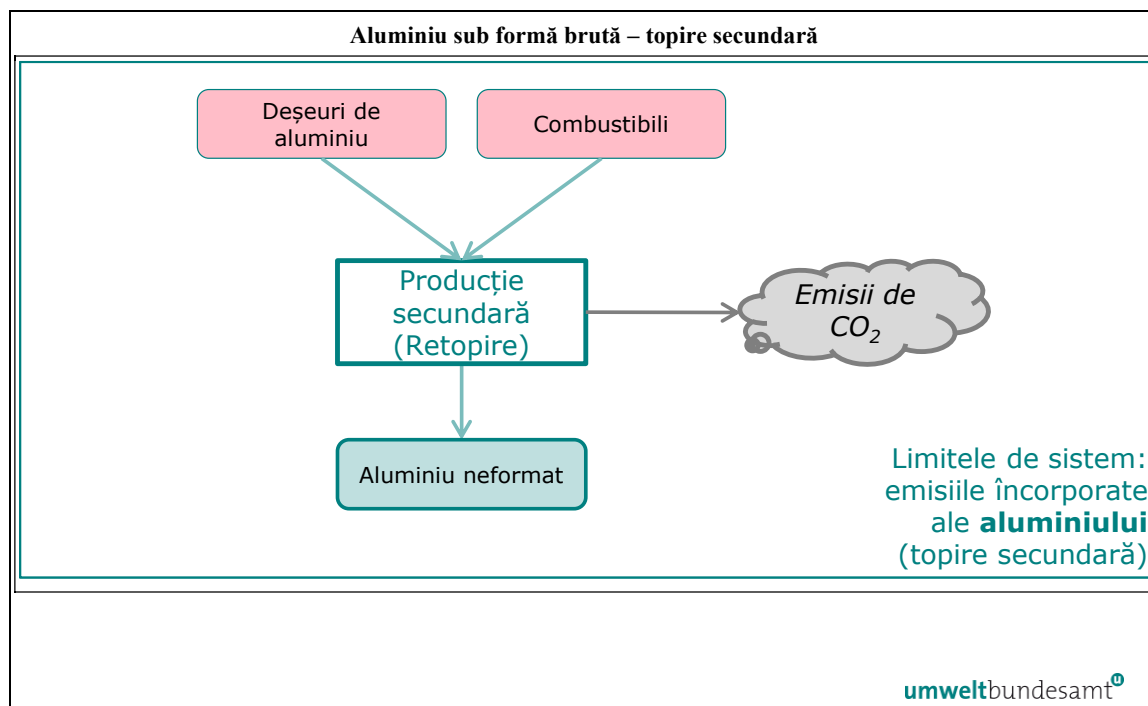 Aluminiu sub formă brută – topire secundară
Deșeuri de
aluminiu
Combustibili
Producție
secundară
(Retopire)
Emisii de
CO₂
Aluminiu neformat
Limitele de sistem:
emisiile încorporate
ale aluminiului
(topire secundară)
umweltbundesamt